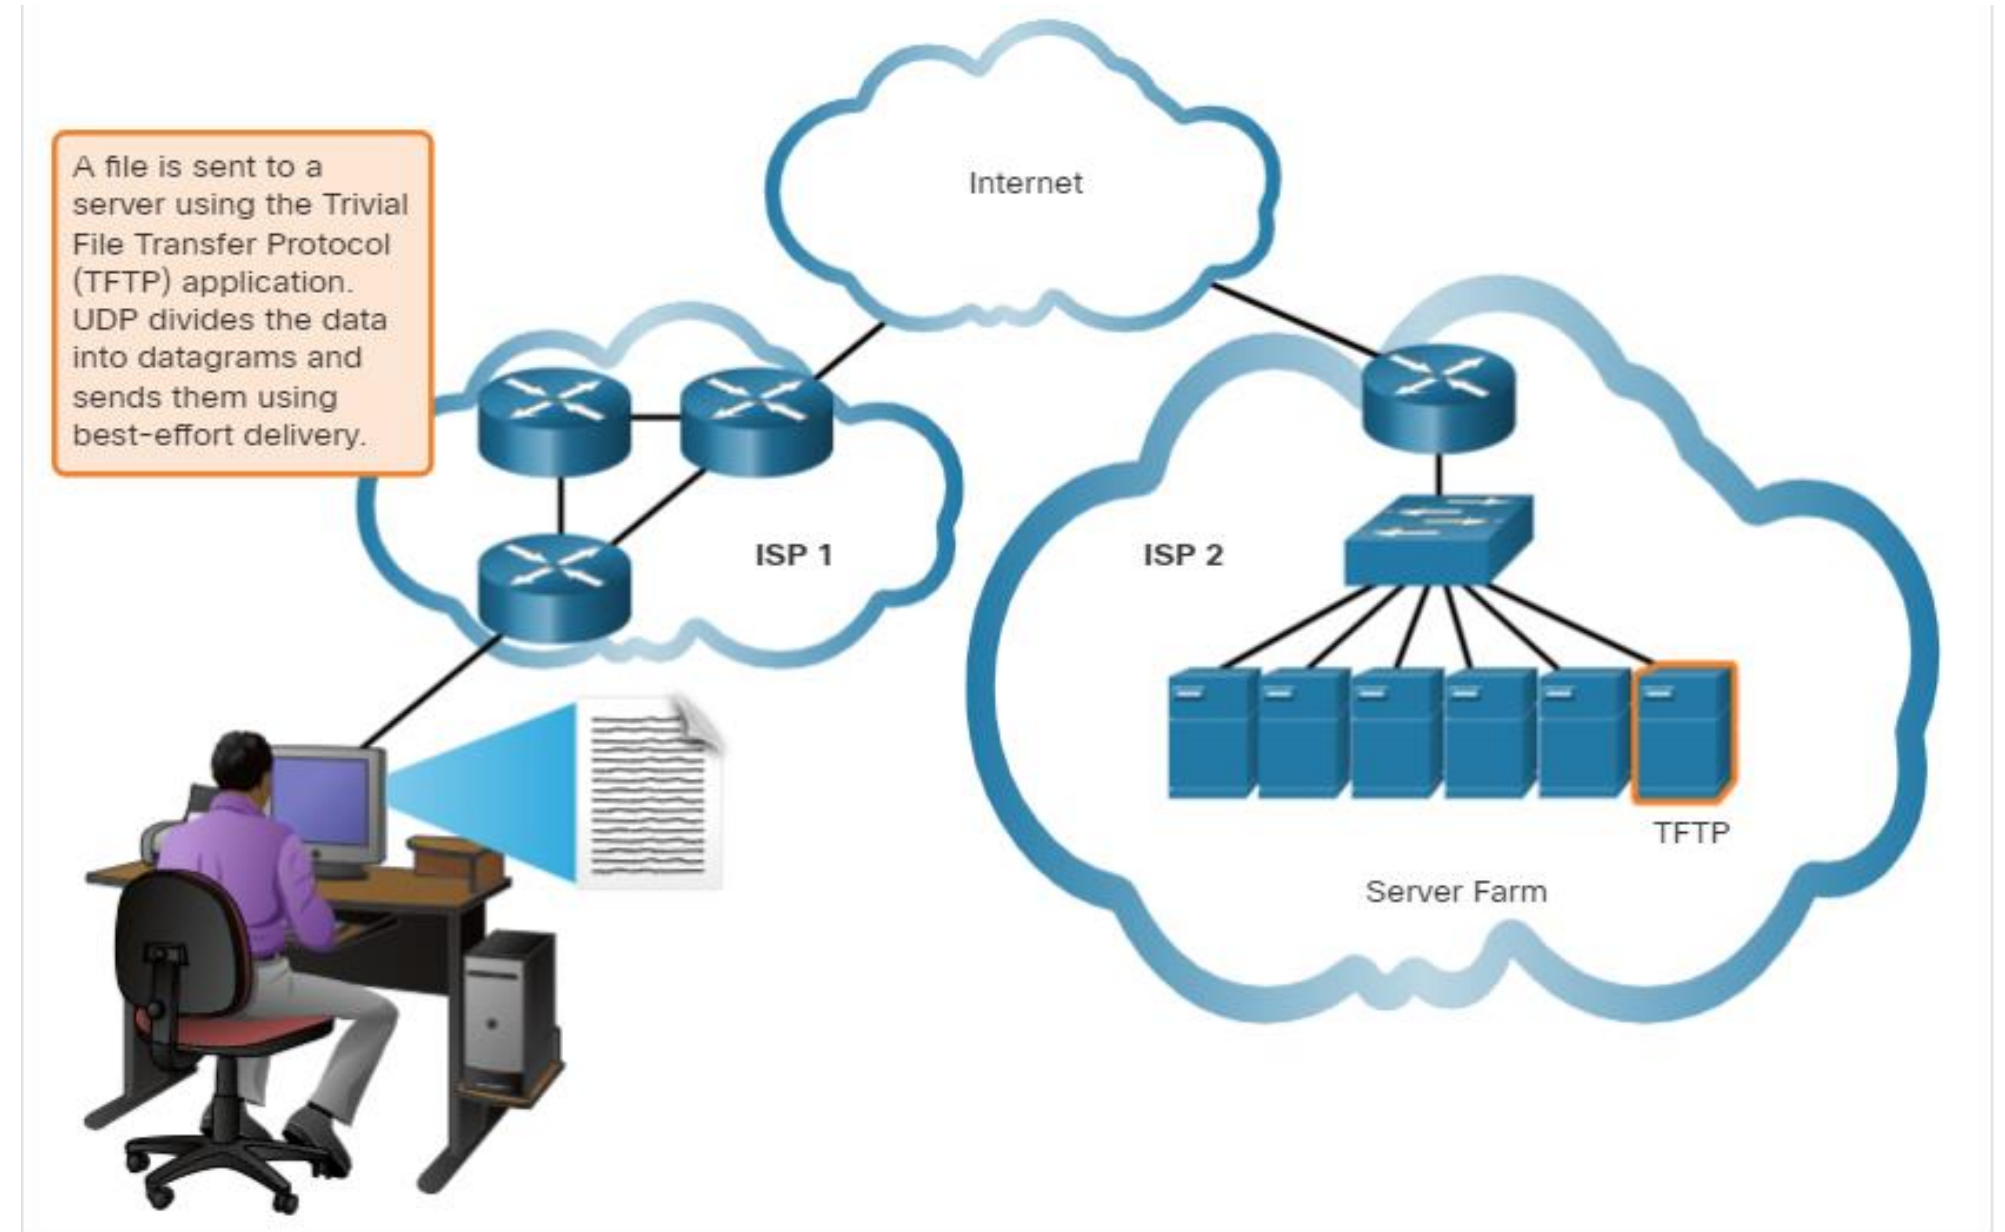 A file is sent to a
server using the Trivial
File Transfer Protocol
(TFTP) application.
UDP divides the data
into datagrams and
sends them using
best-effort delivery.
Internet
ISP 1
ISP 2
TFTP
Server Farm